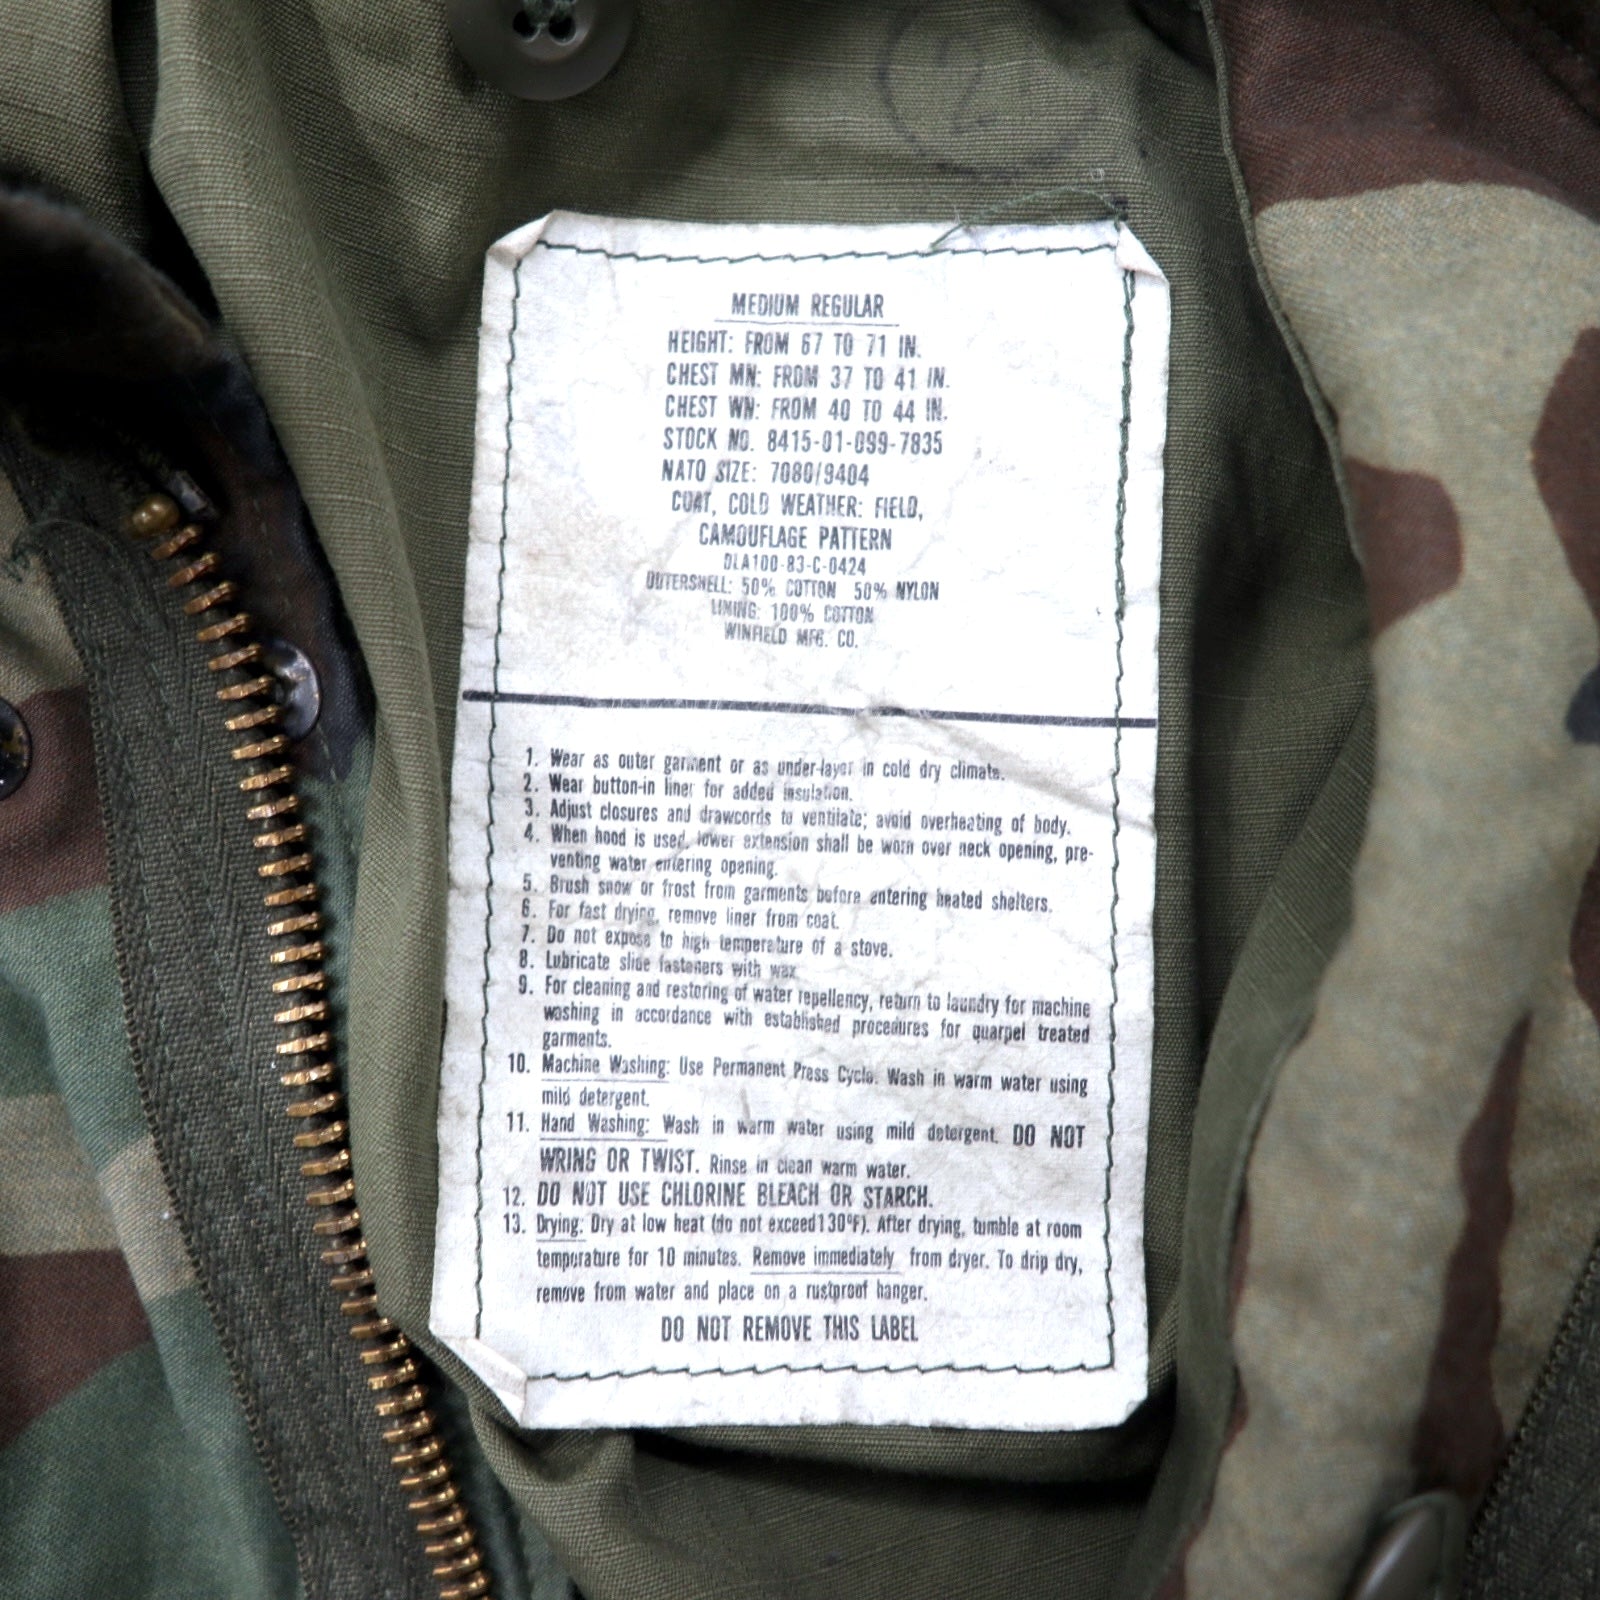 MEDIUM REGULAR
HEIGHT: FROM 67 TO 71 IN.
CHEST MN: FROM 37 TO 41 IN.
CHEST WN: FROM 40 TO 44 IN.
STOCK NO. 8415-01-099-7835
NATO SIZE: 7080/9404
COAT, COLD WEATHER: FIELD,
CAMOUFLAGE PATTERN
DLA100-83-C-0424
OUTERSHELL: 50% COTTON 50% NYLON
LINING: 100% COTTON
WINFIELD MFG. CO.
1. Wear as outer garment or as under-layer in cold dry climate.
2. Wear button-in liner for added insulation.
3. Adjust closures and drawcords to ventilate; avoid overheating of body.
4. When hood is used, lower extension shall be worn over neck opening, pre-
venting water entering opening.
5. Brush snow or frost from garments before entering heated shelters.
6. For fast drying, remove liner from coat.
7. Do not expose to high temperature of a stove.
8. Lubricate slide fasteners with wax
9. For cleaning and restoring of water repellency, return to laundry for machine
washing in accordance with established procedures for quarpel treated
garments.
10. Machine Washing: Use Permanent Press Cycle. Wash in warm water using
mild detergent.
11. Hand Washing: Wash in warm water using mild detergent. DO NOT
WRING OR TWIST. Rinse in clean warm water.
12. DO NOT USE CHLORINE BLEACH OR STARCH.
13. Drying: Dry at low heat (do not exceed 130°F). After drying, tumble at room
temperature for 10 minutes. Remove immediately from dryer. To drip dry,
remove from water and place on a rustproof hanger.
DO NOT REMOVE THIS LABEL